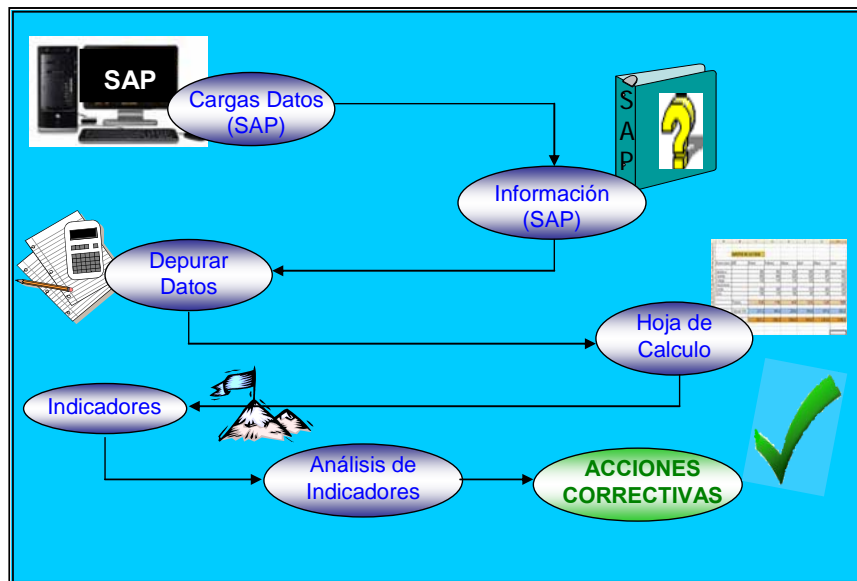 SAP
Cargas Datos
(SAP)
S
A
P
Información
(SAP)
Depurar
Datos
Hoja de
Calculo
Indicadores
Análisis de
Indicadores
ACCIONES
CORRECTIVAS